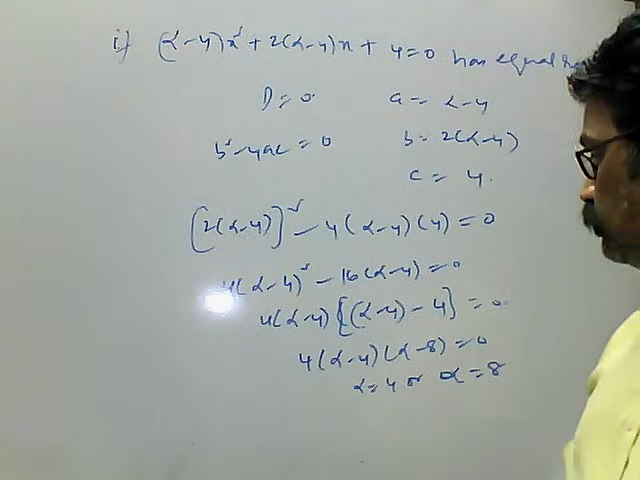 i) (α-4)x² + 2(α-4)x + 4=0 has equal
D = 0 a = α-4
b²-4ac = 0 b = 2(α-4)
c = 4.
[2(α-4)]² - 4(α-4)(4) = 0
4(α-4)² - 16(α-4) = 0
4(α-4){(α-4)-4} = 0
4(α-4)(α-8) = 0
α=4 or α=8